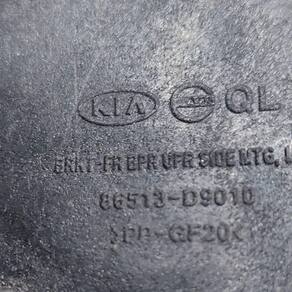 KIA QL
BRKT-FR BPR UPR SIDE MTG, L
86513-D9010
>PP-GF20<